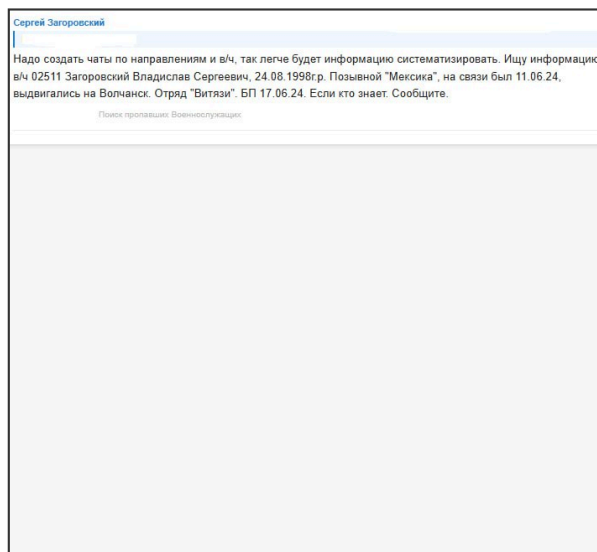 Сергей Загоровский
Надо создать чаты по направлениям и в/ч, так легче будет информацию систематизировать. Ищу информацию
в/ч 02511 Загоровский Владислав Сергеевич, 24.08.1998г.р. Позывной "Мексика", на связи был 11.06.24,
выдвигались на Волчанск. Отряд "Витязи". БП 17.06.24. Если кто знает. Сообщите.
Поиск пропавших Военнослужащих